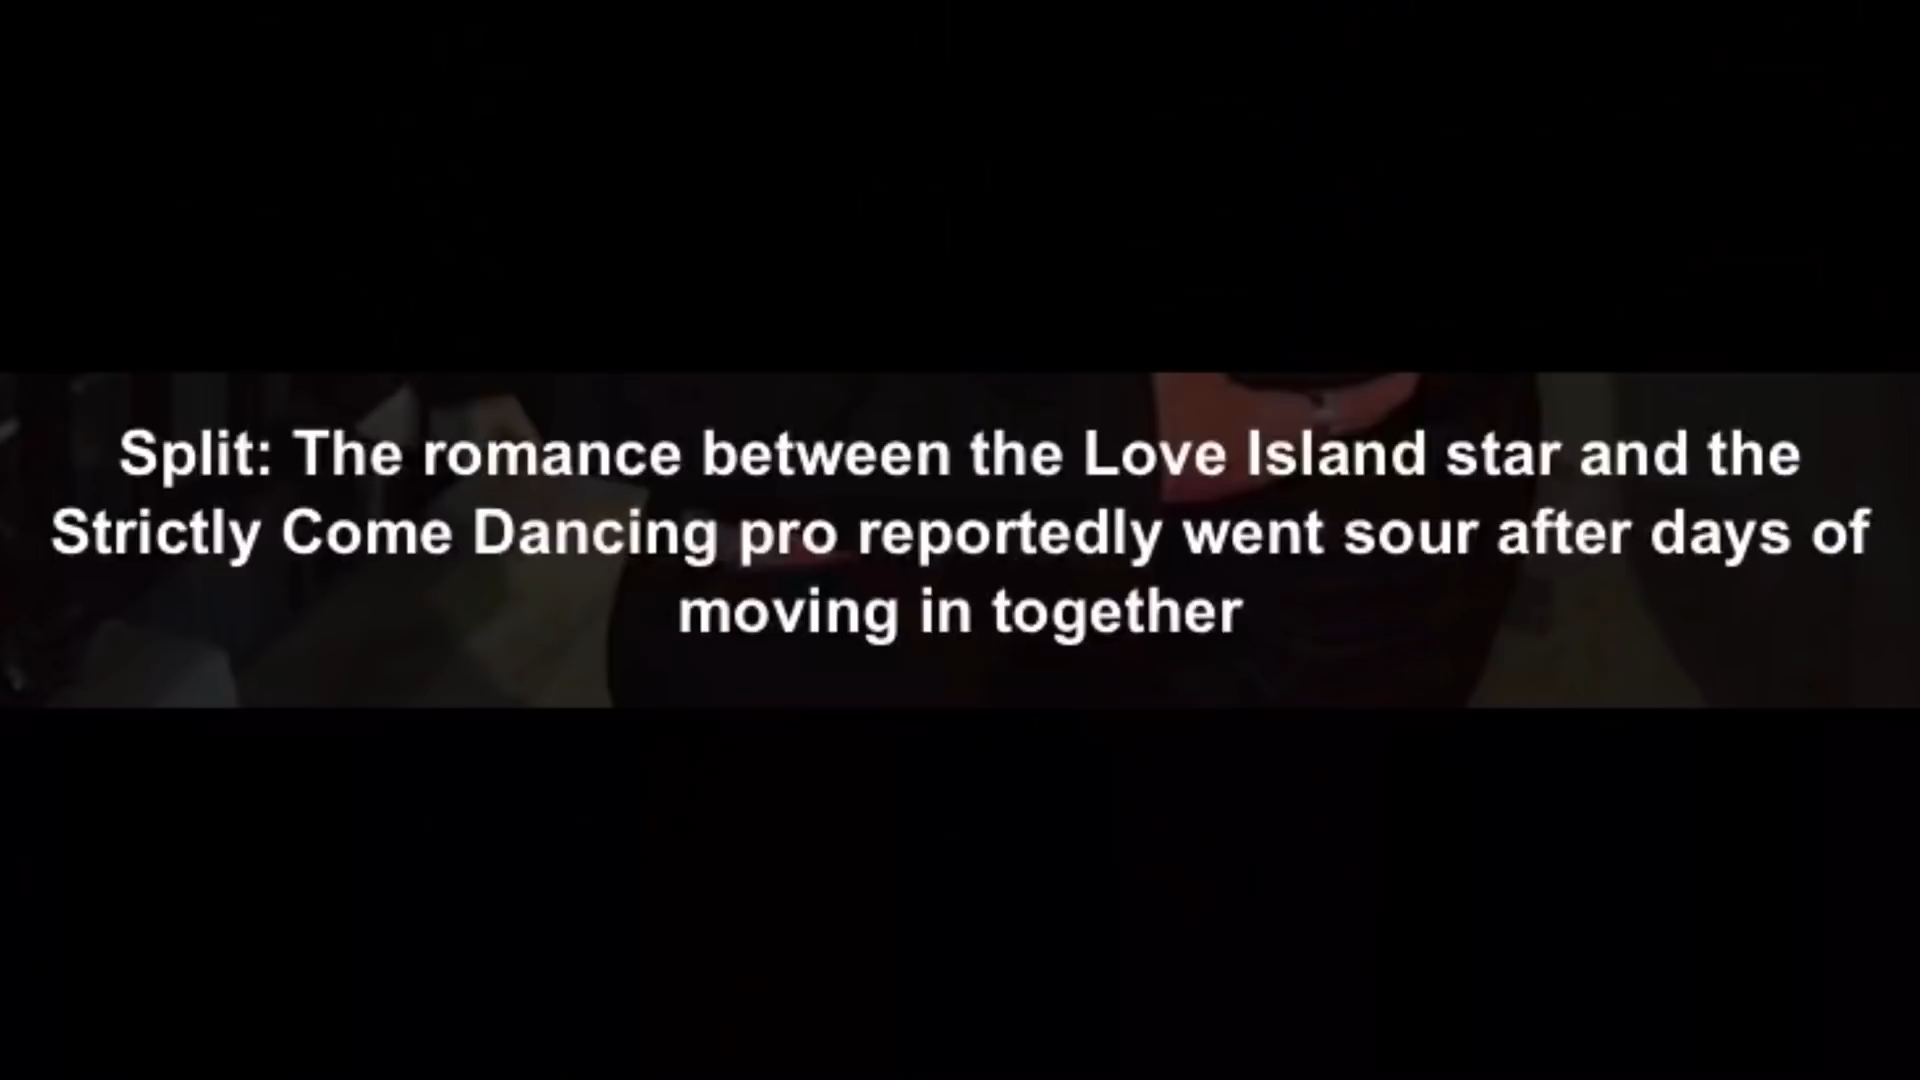 Split: The romance between the Love Island star and the
Strictly Come Dancing pro reportedly went sour after days of
moving in together